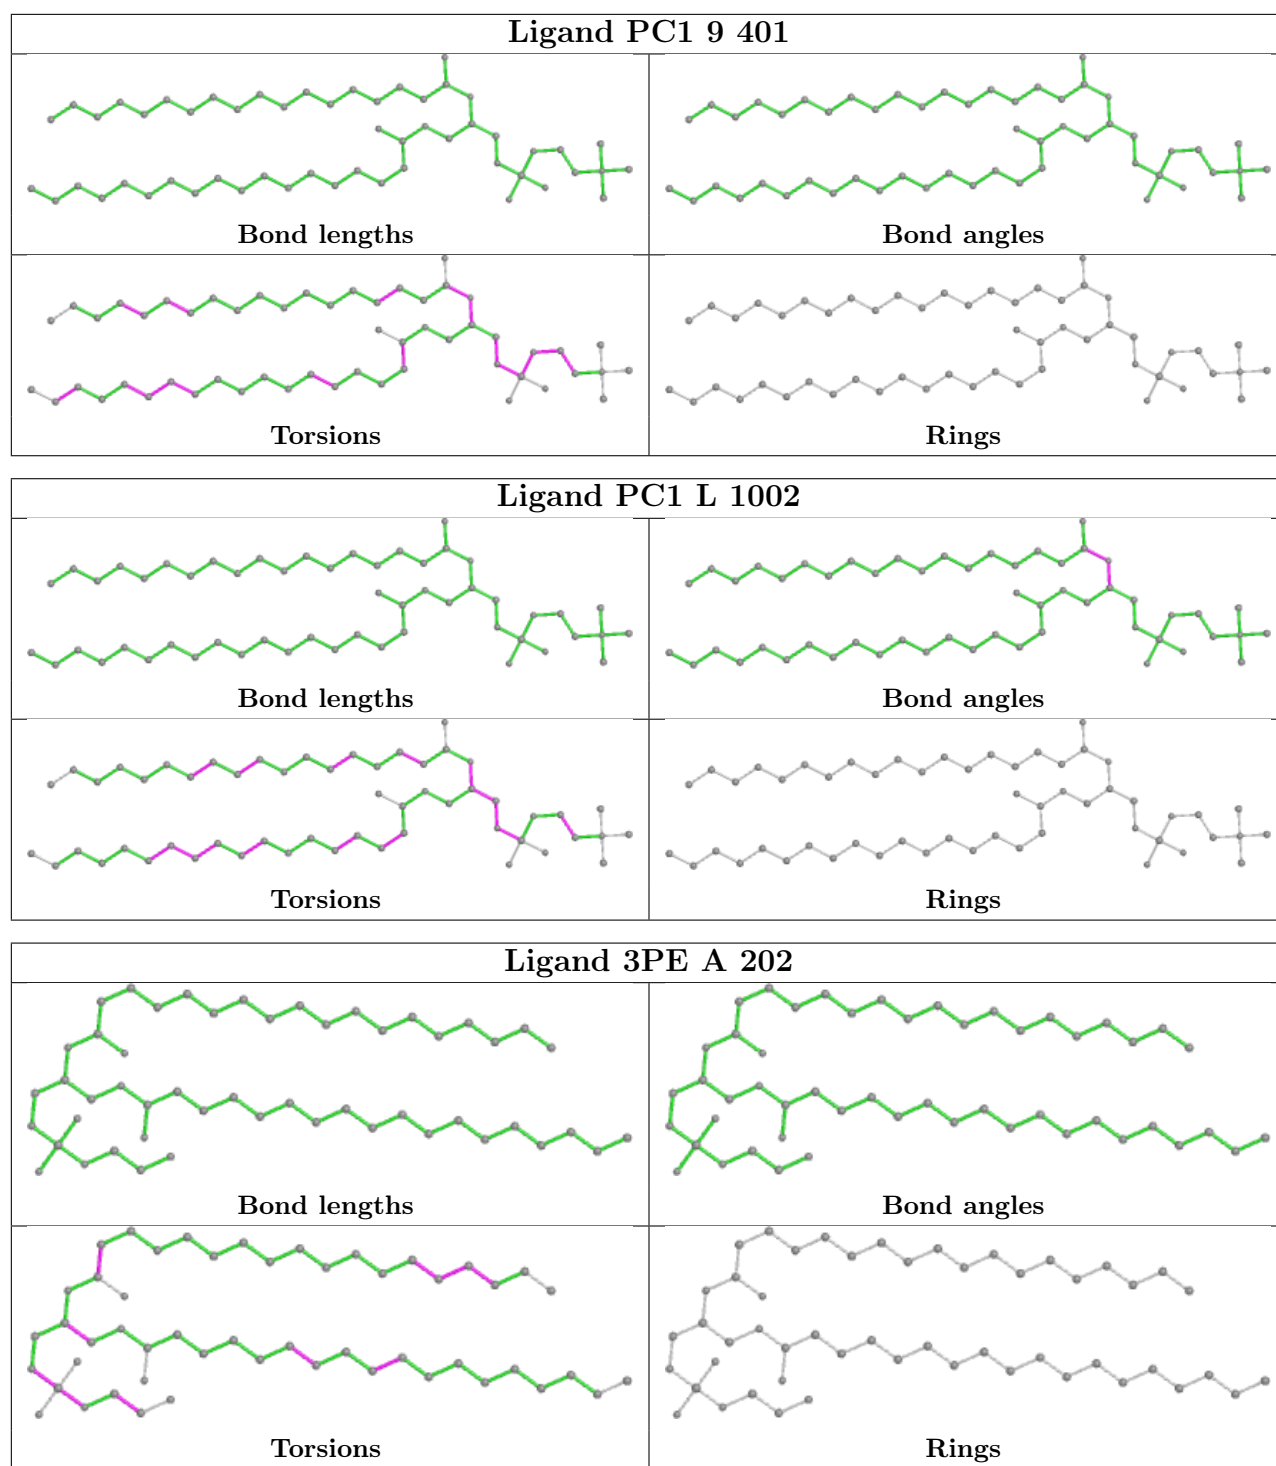 Ligand PC1 9 401
Bond lengths
Bond angles
Torsions
Rings
Ligand PC1 L 1002
Bond lengths
Bond angles
Torsions
Rings
Ligand 3PE A 202
Bond lengths
Bond angles
Torsions
Rings